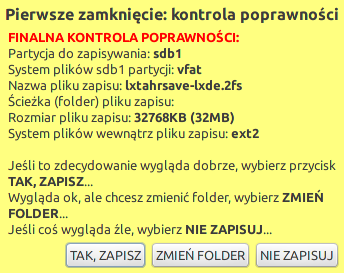 Pierwsze zamknięcie: kontrola poprawności
FINALNA KONTROLA POPRAWNOŚCI:
Partycja do zapisywania: sdb1
System plików sdb1 partycji: vfat
Nazwa pliku zapisu: lxtahrsave-lxde.2fs
Ścieżka (folder) pliku zapisu:
Rozmiar pliku zapisu: 32768KB (32MB)
System plików wewnątrz pliku zapisu: ext2
Jeśli to zdecydowanie wygląda dobrze, wybierz przycisk
TAK, ZAPISZ...
Wygląda ok, ale chcesz zmienić folder, wybierz ZMIEŃ
FOLDER...
Jeśli coś wygląda źle, wybierz NIE ZAPISUJ...
TAK, ZAPISZ ZMIEŃ FOLDER NIE ZAPISUJ